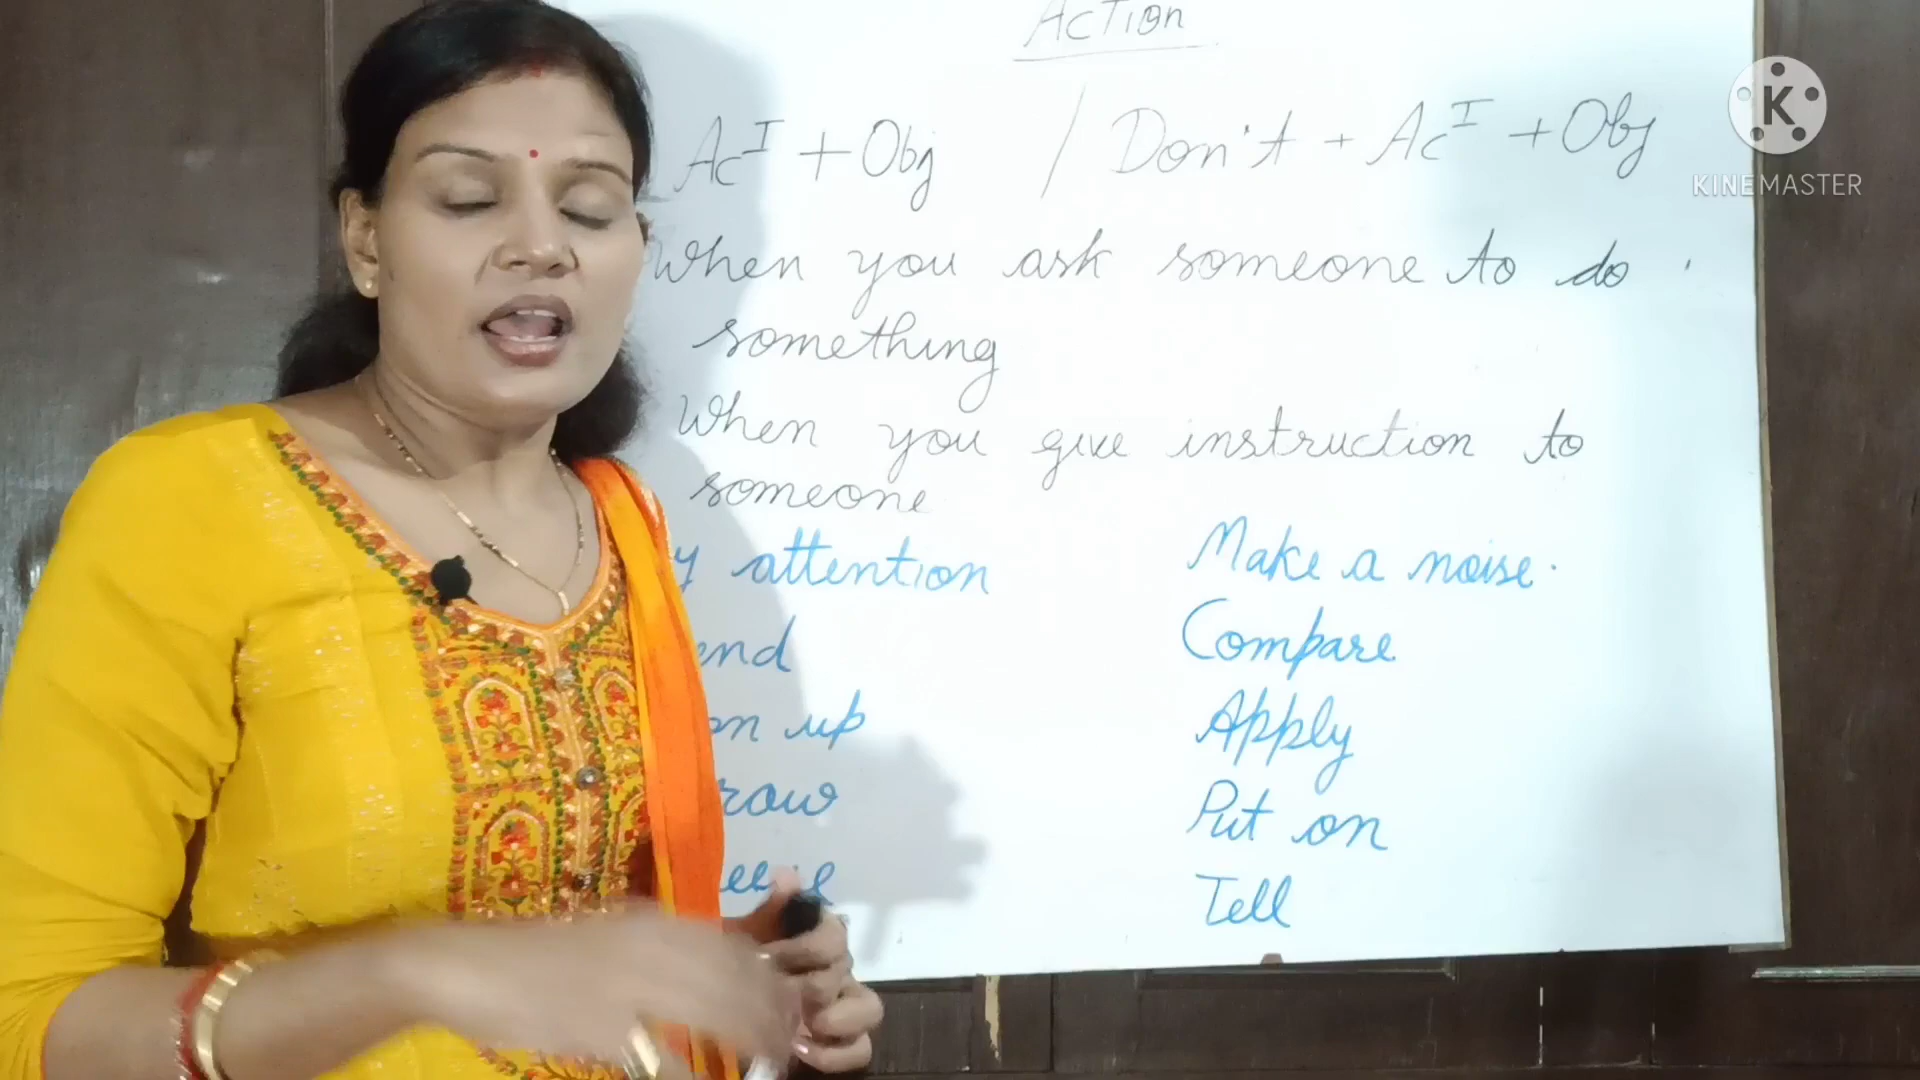 Action
Ac I + Obj / Don't + Ac I + Obj
When you ask someone to do
something
When you give instruction to
someone
attention Make a noise.
Compare
up Apply
Put on
Tell
KINEMASTER